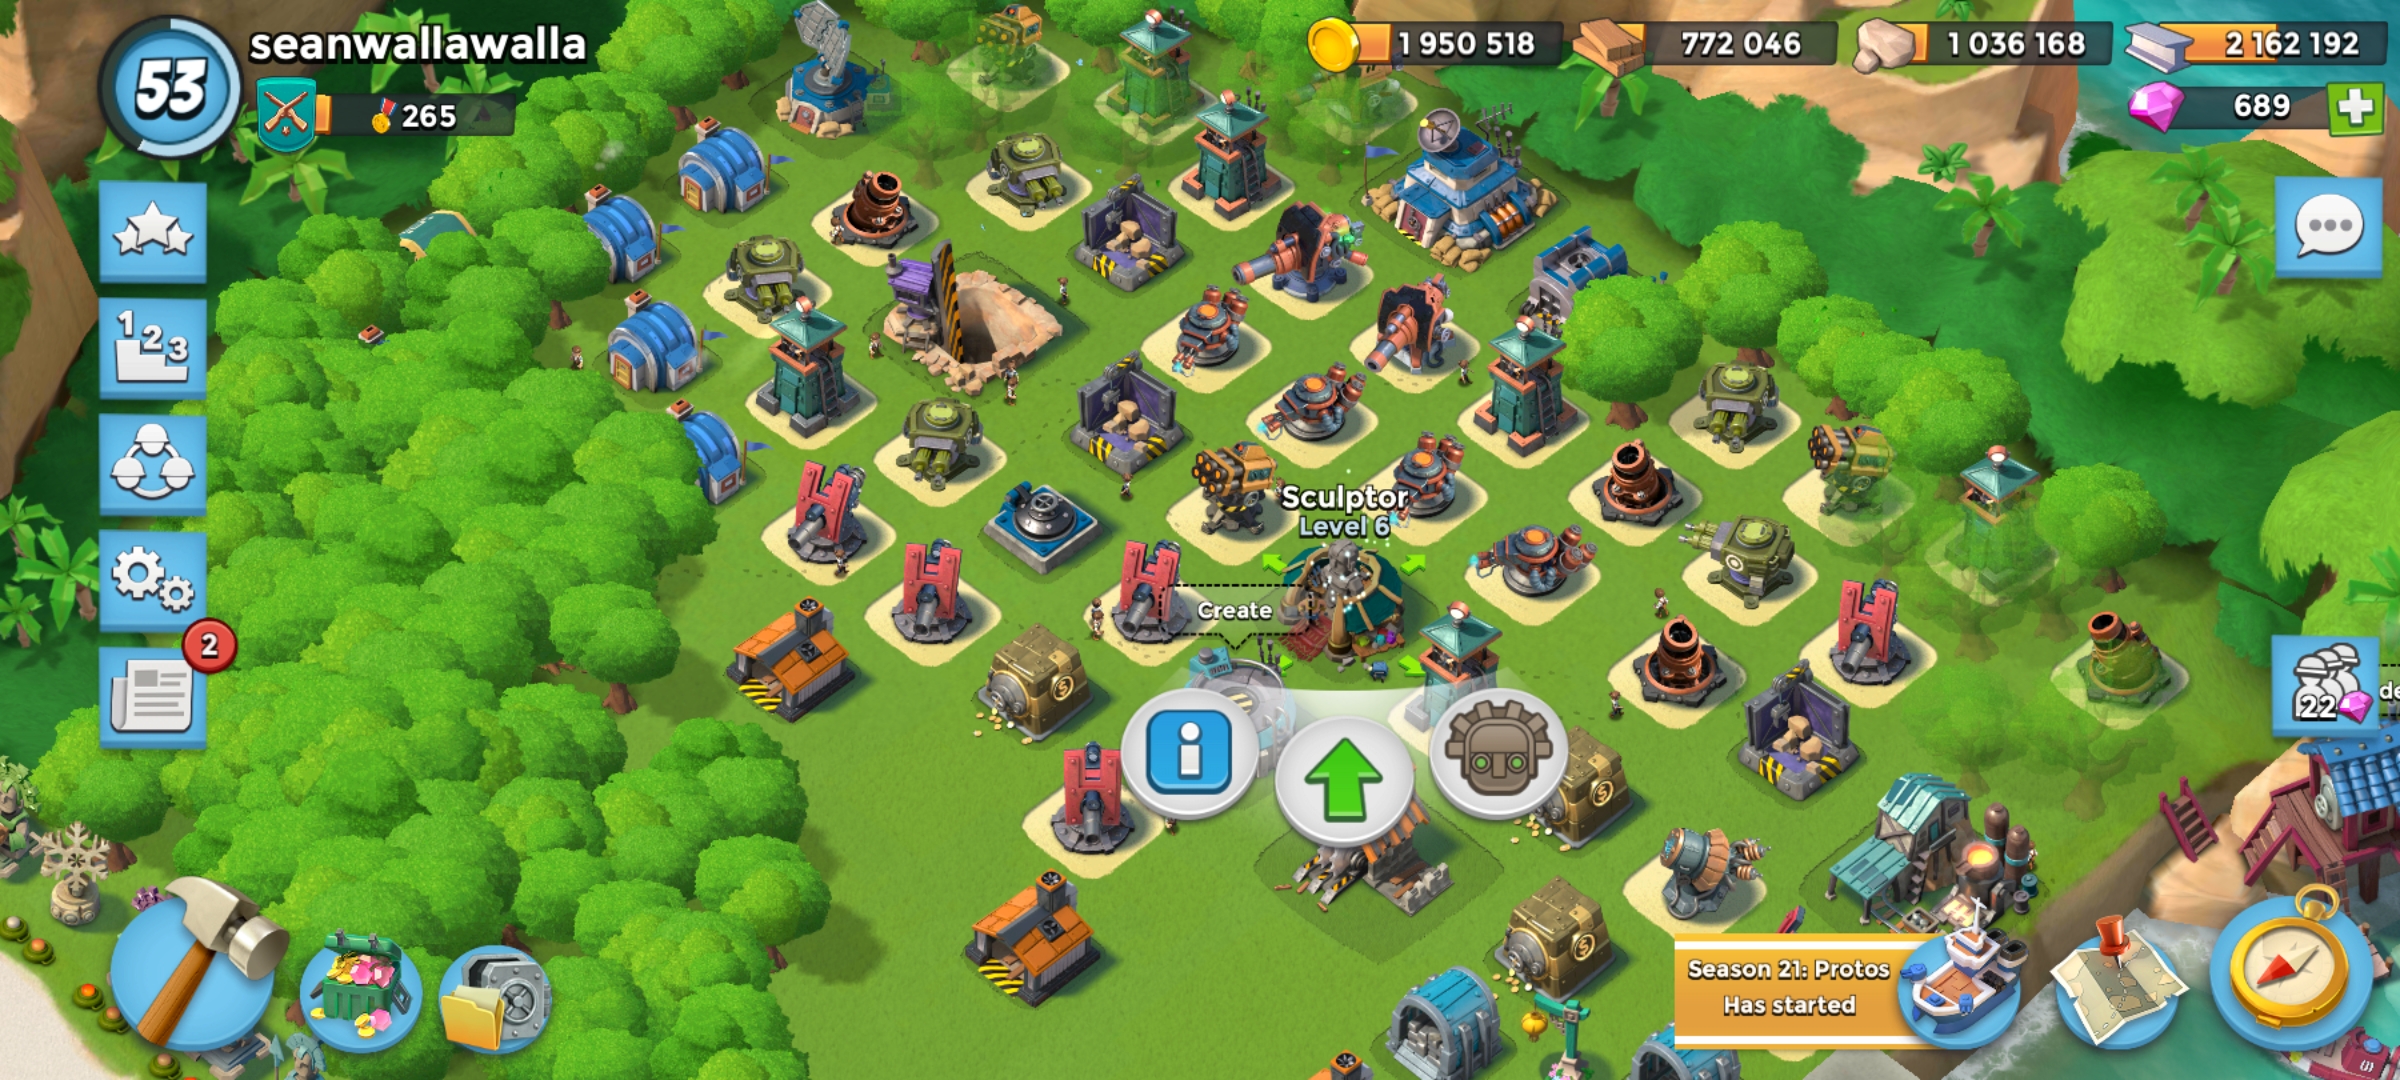 53
seanwallawalla
265
1 950 518
772 046
1 036 168
2 162 192
689
123
Sculptor
Level 6
Create
2
22
Season 21: Protos
Has started